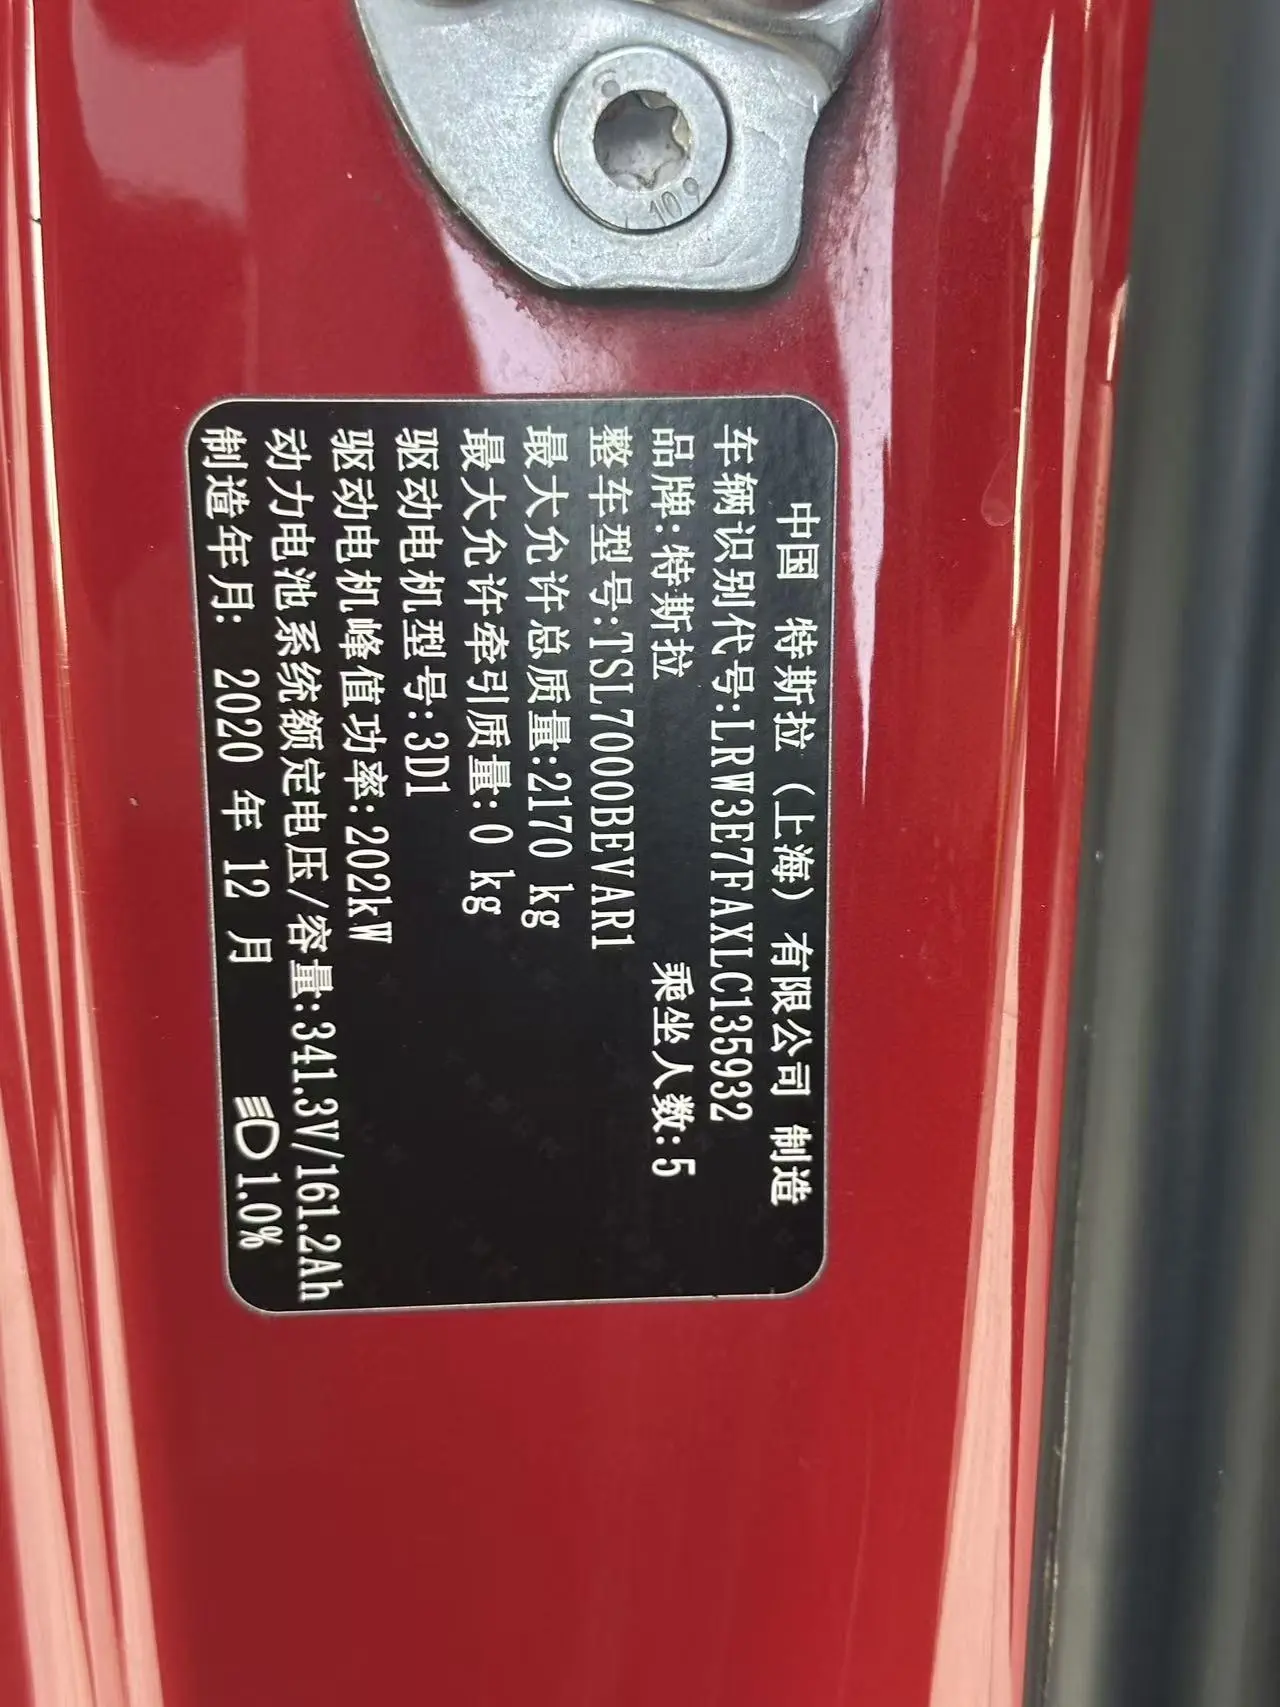 中国 特斯拉（上海）有限公司 制造
车辆识别代号:LRW3E7FAXLC135932
品牌:特斯拉 乘坐人数:5
整车型号:TSL7000BEVAR1
最大允许总质量:2170 kg
最大允许牵引质量:0 kg
驱动电机型号:3D1
驱动电机峰值功率:202kW
动力电池系统额定电压/容量:341.3V/161.2Ah
制造年月: 2020 年 12 月 1.0%